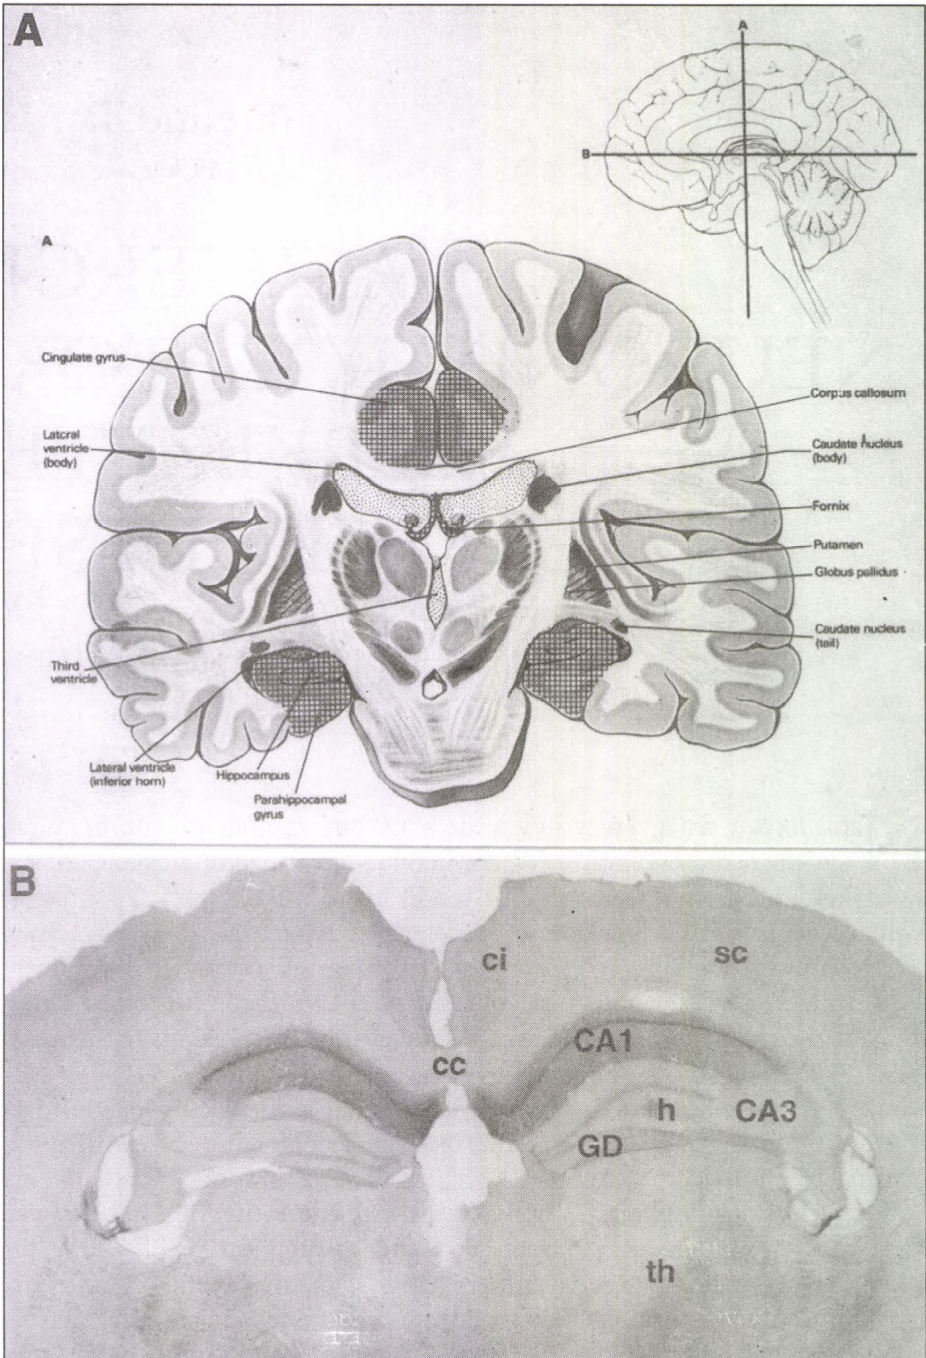 A
A
B
A
Cingulate gyrus
Corpus callosum
Lateral
ventricle
(body)
Caudate nucleus
(body)
Fornix
Putamen
Globus pallidus
Caudate nucleus
(tail)
Third
ventricle
Lateral ventricle
(inferior horn)
Hippocampus
Parahippocampal
gyrus
B
ci
sc
CA1
cc
h
CA3
GD
th